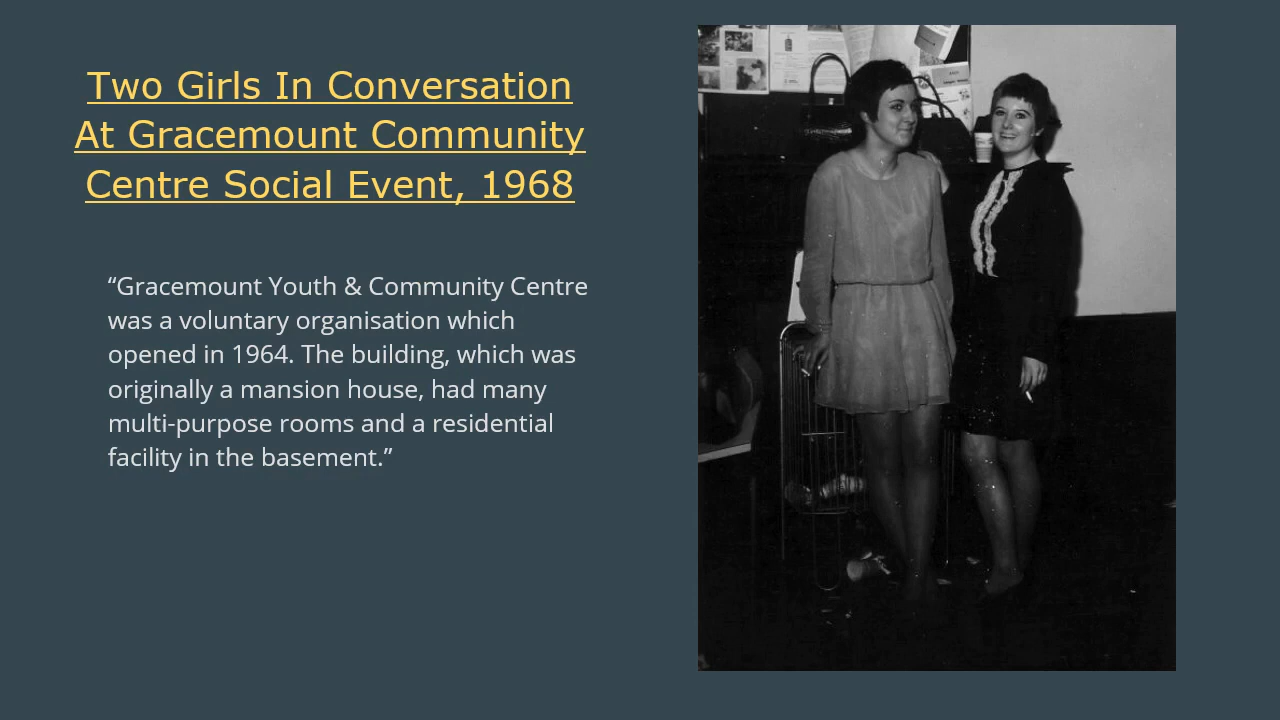 Two Girls In Conversation
At Gracemount Community
Centre Social Event, 1968
“Gracemount Youth & Community Centre
was a voluntary organisation which
opened in 1964. The building, which was
originally a mansion house, had many
multi-purpose rooms and a residential
facility in the basement.”